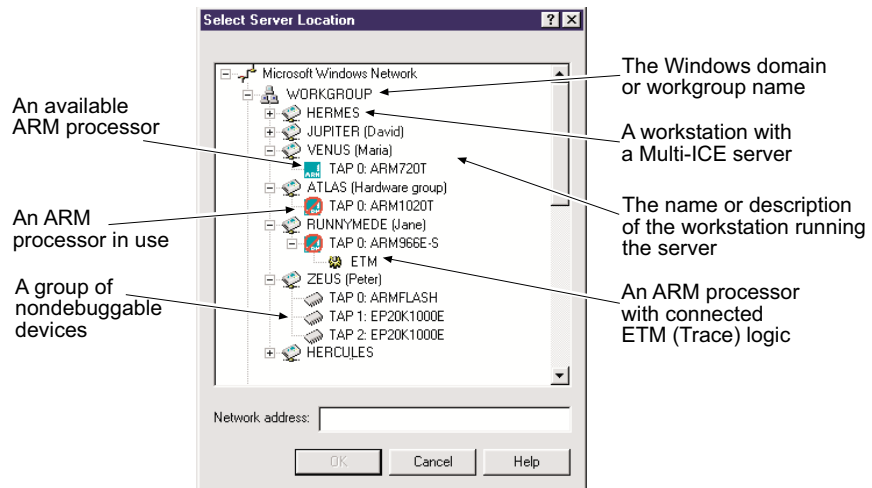 Select Server Location
Microsoft Windows Network
WORKGROUP
HERMES
JUPITER (David)
VENUS (Maria)
TAP 0: ARM720T
ATLAS (Hardware group)
TAP 0: ARM1020T
RUNNYMEDE (Jane)
TAP 0: ARM966E-S
ETM
ZEUS (Peter)
TAP 0: ARMFLASH
TAP 1: EP20K1000E
TAP 2: EP20K1000E
HERCULES
Network address:
OK
Cancel
Help
An available
ARM processor
An ARM
processor in use
A group of
nondebuggable
devices
The Windows domain
or workgroup name
A workstation with
a Multi-ICE server
The name or description
of the workstation running
the server
An ARM processor
with connected
ETM (Trace) logic